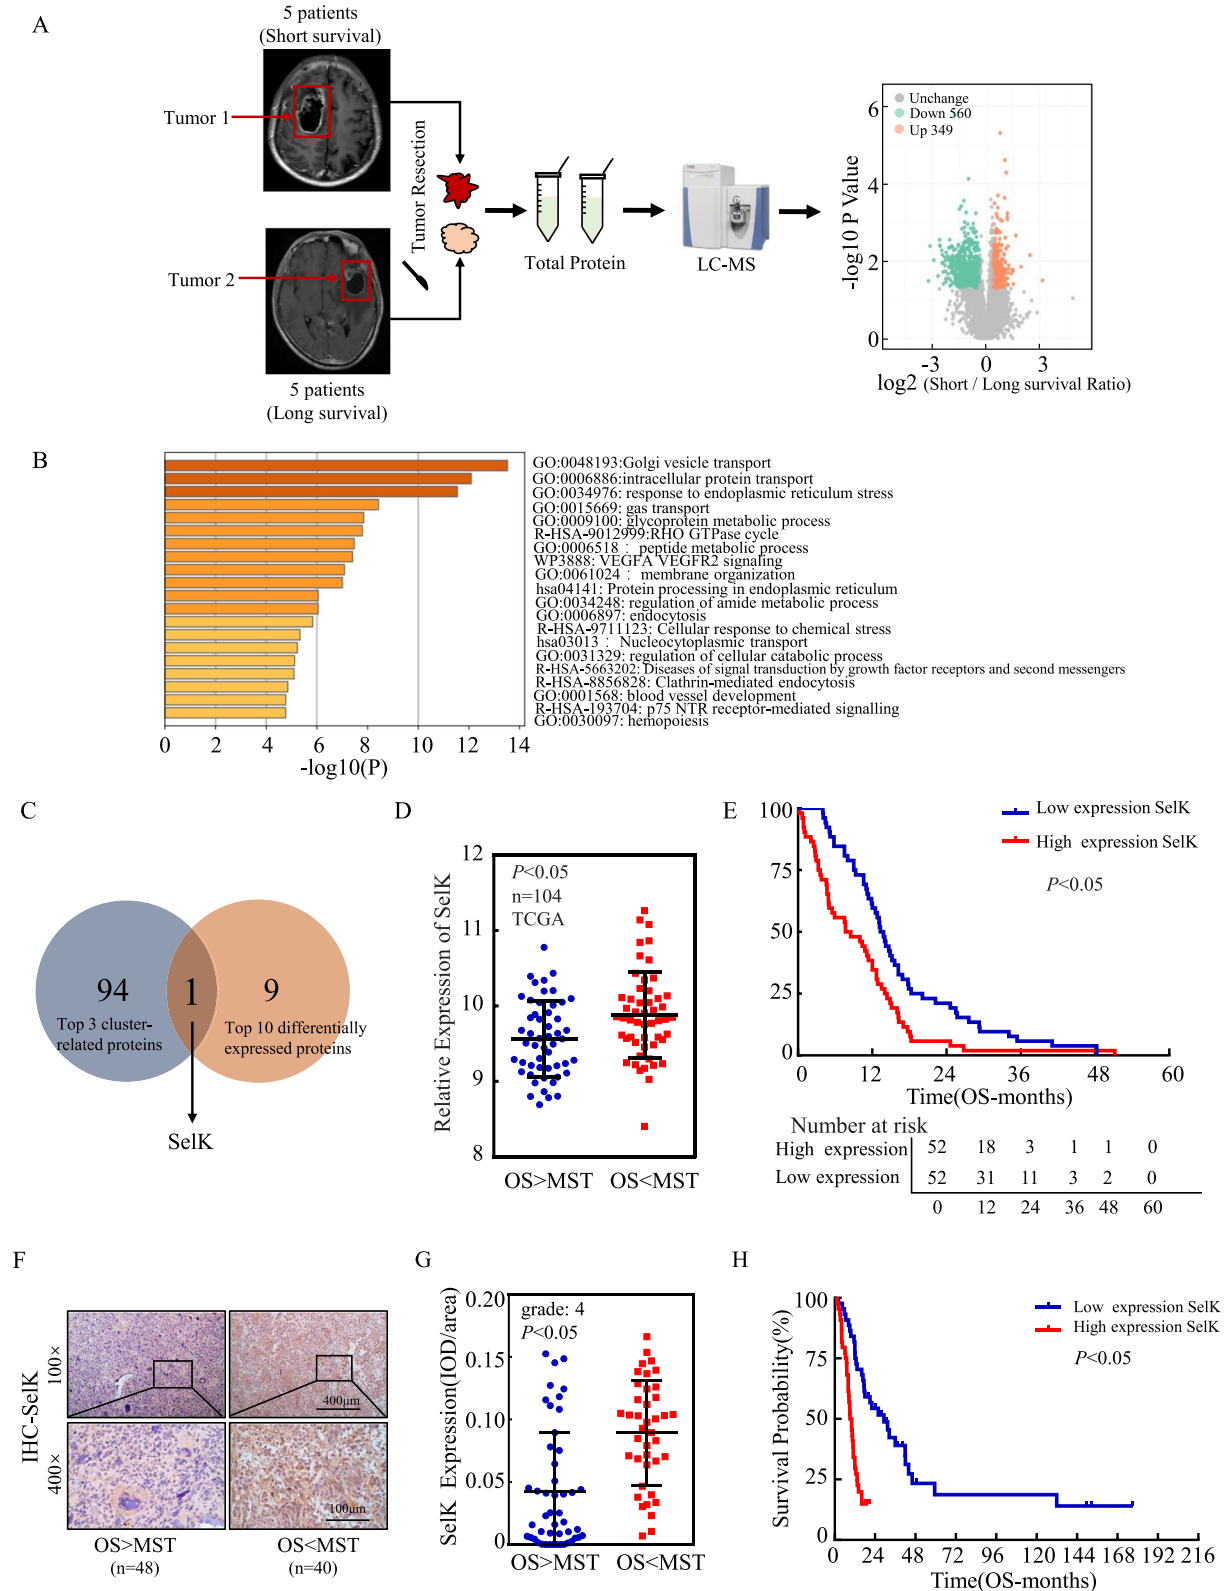 A
5 patients
(Short survival)
Tumor 1
Tumor 2
5 patients
(Long survival)
Tumor Resection
Total Protein
LC-MS
Unchange
Down 560
Up 349
-log10 P Value
6
4
2
0
-3
0
3
log2 (Short / Long survival Ratio)
B
GO:0048193:Golgi vesicle transport
GO:0006886:intracellular protein transport
GO:0034976: response to endoplasmic reticulum stress
GO:0015669: gas transport
GO:0009100: glycoprotein metabolic process
R-HSA-9012999:RHO GTPase cycle
GO:0006518 : peptide metabolic process
WP3888: VEGFA VEGFR2 signaling
GO:0061024 : membrane organization
hsa04141: Protein processing in endoplasmic reticulum
GO:0034248: regulation of amide metabolic process
GO:0006897: endocytosis
R-HSA-9711123: Cellular response to chemical stress
hsa03013 : Nucleocytoplasmic transport
GO:0031329: regulation of cellular catabolic process
R-HSA-5663202: Diseases of signal transduction by growth factor receptors and second messengers
R-HSA-8856828: Clathrin-mediated endocytosis
GO:0001568: blood vessel development
R-HSA-193704: p75 NTR receptor-mediated signalling
GO:0030097: hemopoiesis
0 2 4 6 8 10 12 14
-log10(P)
C
94
1
9
Top 3 cluster-
related proteins
Top 10 differentially
expressed proteins
SelK
D
Relative Expression of SelK
12
11
10
9
8
P<0.05
n=104
TCGA
OS>MST
OS<MST
E
100
75
50
25
0
Low expression SelK
High expression SelK
P<0.05
0 12 24 36 48 60
Time(OS-months)
Number at risk
High expression 52 18 3 1 1 0
Low expression 52 31 11 3 2 0
0 12 24 36 48 60
F
IHC-SelK
100×
400×
400μm
100μm
OS>MST
(n=48)
OS<MST
(n=40)
G
SelK Expression(IOD/area)
0.20
0.15
0.10
0.05
0
grade: 4
P<0.05
OS>MST
OS<MST
H
Survival Probability(%)
100
75
50
25
0
Low expression SelK
High expression SelK
P<0.05
0 24 48 72 96 120 144 168 192 216
Time(OS-months)